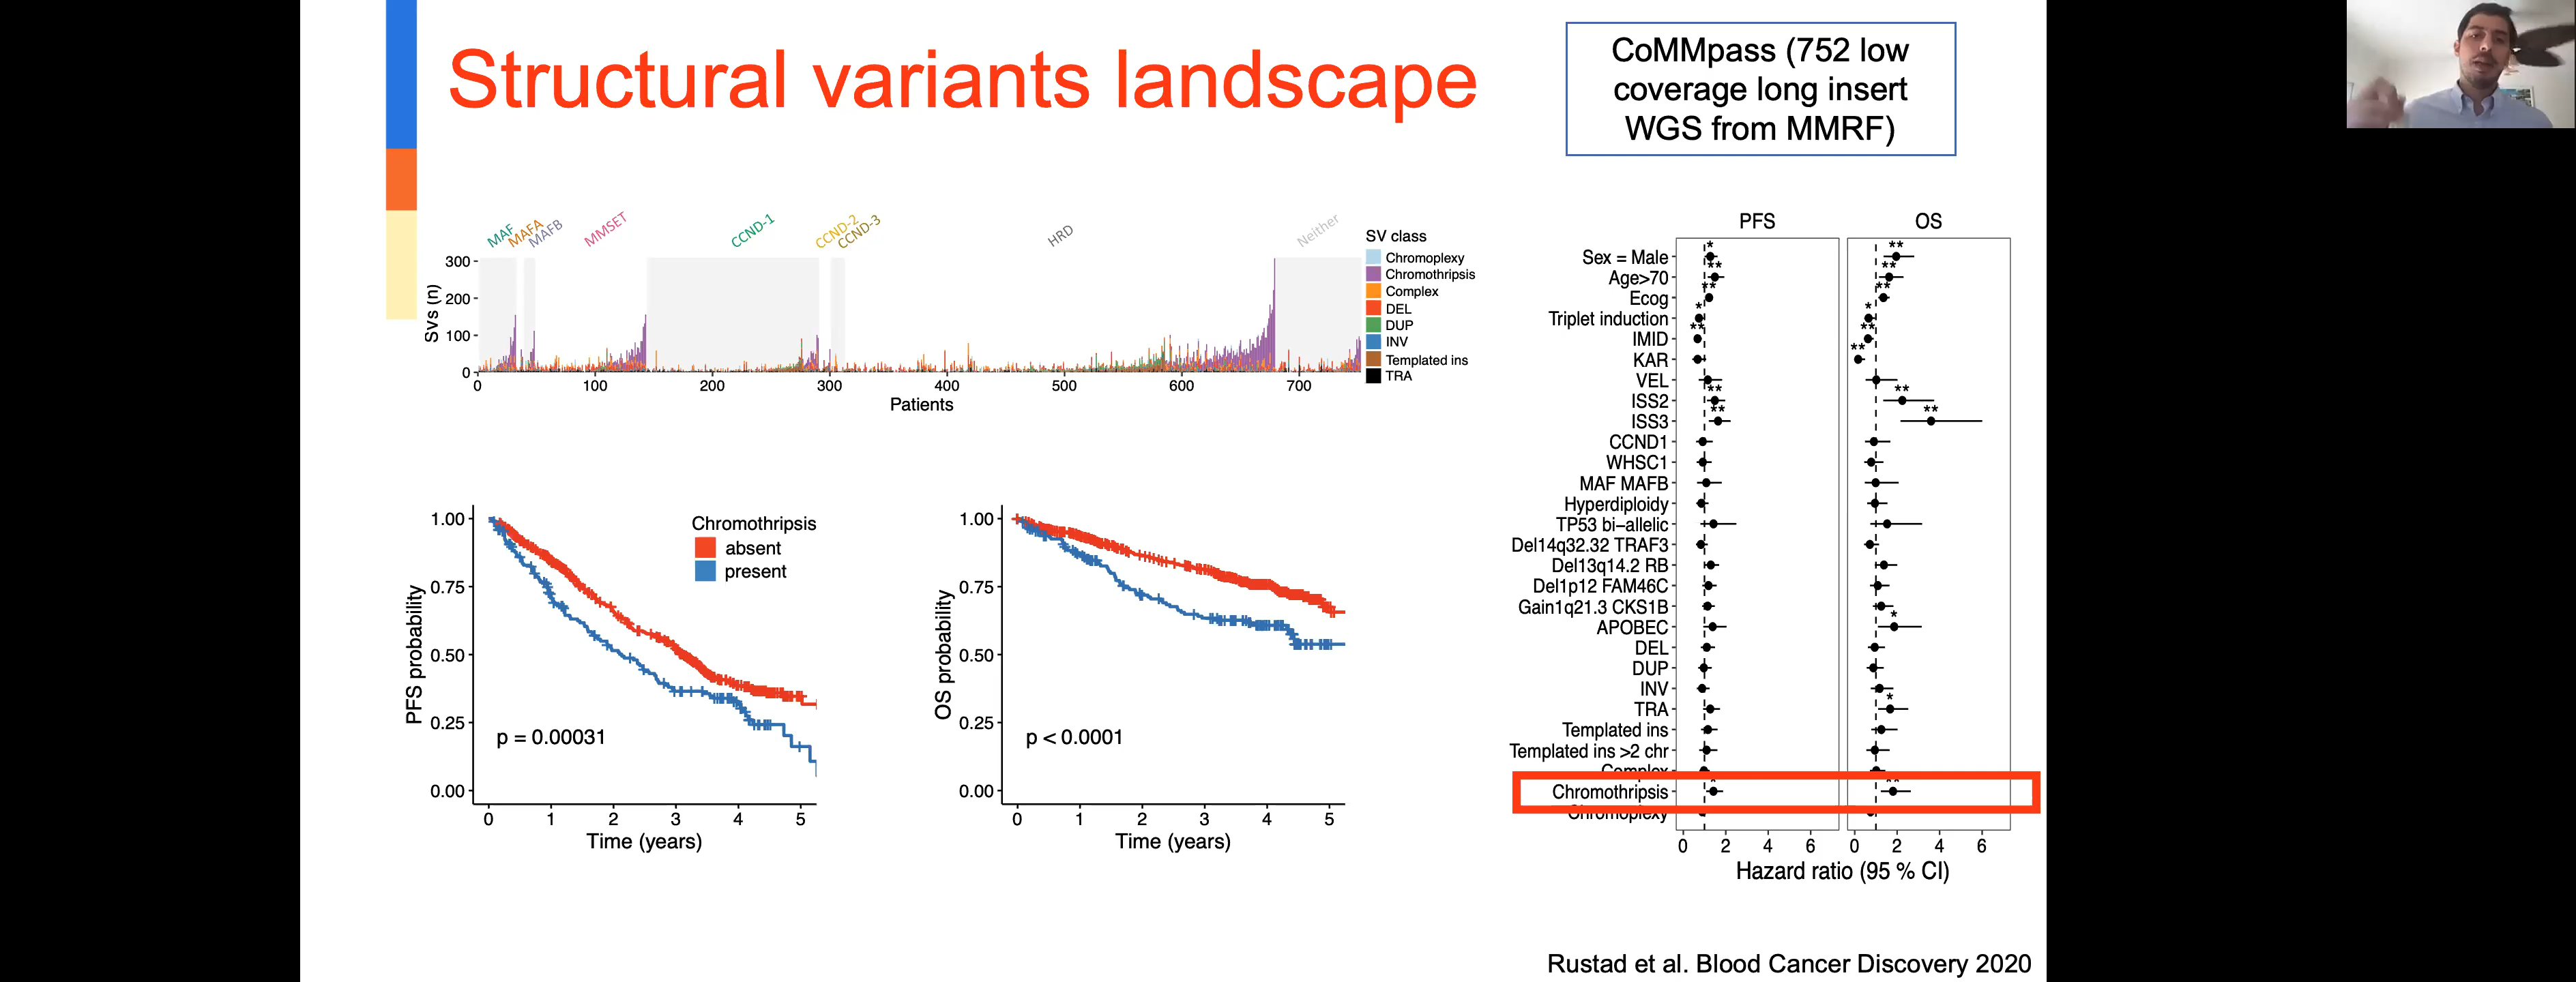 Structural variants landscape
CoMMpass (752 low
coverage long insert
WGS from MMRF)
MAF
MAFA
MAFB
MMSET
CCND-1
CCND-2
CCND-3
HRD
Neither
SVs (n)
300
200
100
0
0 100 200 300 400 500 600 700
Patients
SV class
Chromoplexy
Chromothripsis
Complex
DEL
DUP
INV
Templated ins
TRA
PFS probability
1.00
0.75
0.50
0.25
0.00
Chromothripsis
absent
present
p = 0.00031
0 1 2 3 4 5
Time (years)
OS probability
1.00
0.75
0.50
0.25
0.00
p < 0.0001
0 1 2 3 4 5
Time (years)
PFS OS
Sex = Male * **
Age>70 ** **
Ecog ** **
Triplet induction * *
IMID ** **
KAR **
VEL
ISS2 ** **
ISS3 ** **
CCND1
WHSC1
MAF MAFB
Hyperdiploidy
TP53 bi-allelic
Del14q32.32 TRAF3
Del13q14.2 RB
Del1p12 FAM46C
Gain1q21.3 CKS1B
APOBEC *
DEL
DUP
INV
TRA *
Templated ins
Templated ins >2 chr
Complex
Chromothripsis
Chromoplexy
0 2 4 6 0 2 4 6
Hazard ratio (95 % CI)
Rustad et al. Blood Cancer Discovery 2020